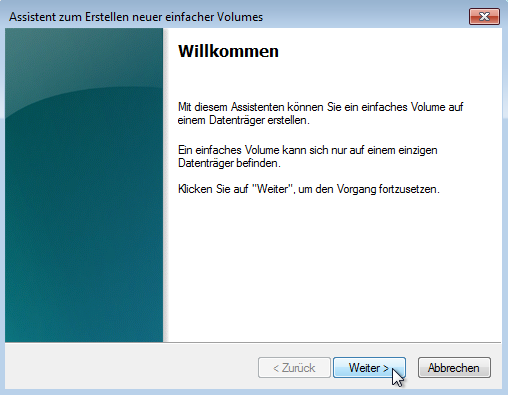 Assistent zum Erstellen neuer einfacher Volumes
Willkommen
Mit diesem Assistenten können Sie ein einfaches Volume auf
einem Datenträger erstellen.
Ein einfaches Volume kann sich nur auf einem einzigen
Datenträger befinden.
Klicken Sie auf "Weiter", um den Vorgang fortzusetzen.
< Zurück Weiter > Abbrechen